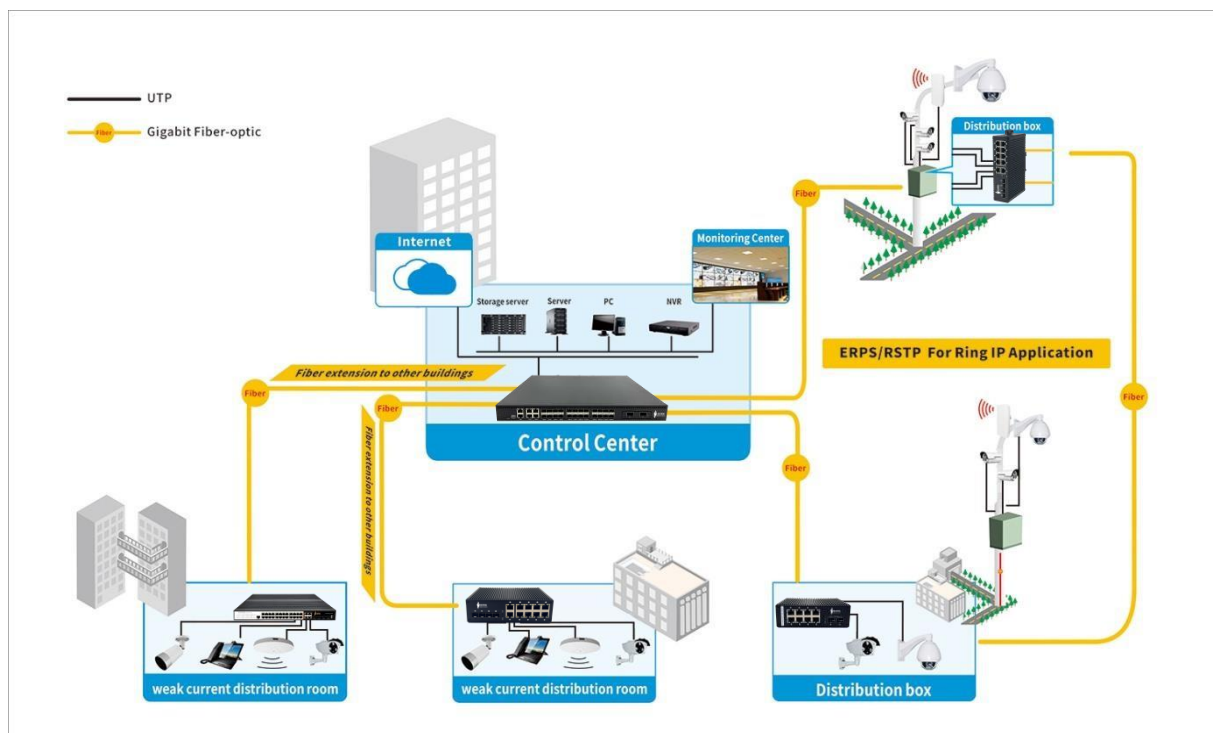 UTP
Fiber
Gigabit Fiber-optic
Distribution box
Fiber
Internet
Monitoring Center
Storage server
Server
PC
NVR
ERPS/RSTP For Ring IP Application
Fiber extension to other buildings
Fiber
Fiber
Fiber
Control Center
Fiber
Fiber extension to other buildings
weak current distribution room
weak current distribution room
Distribution box